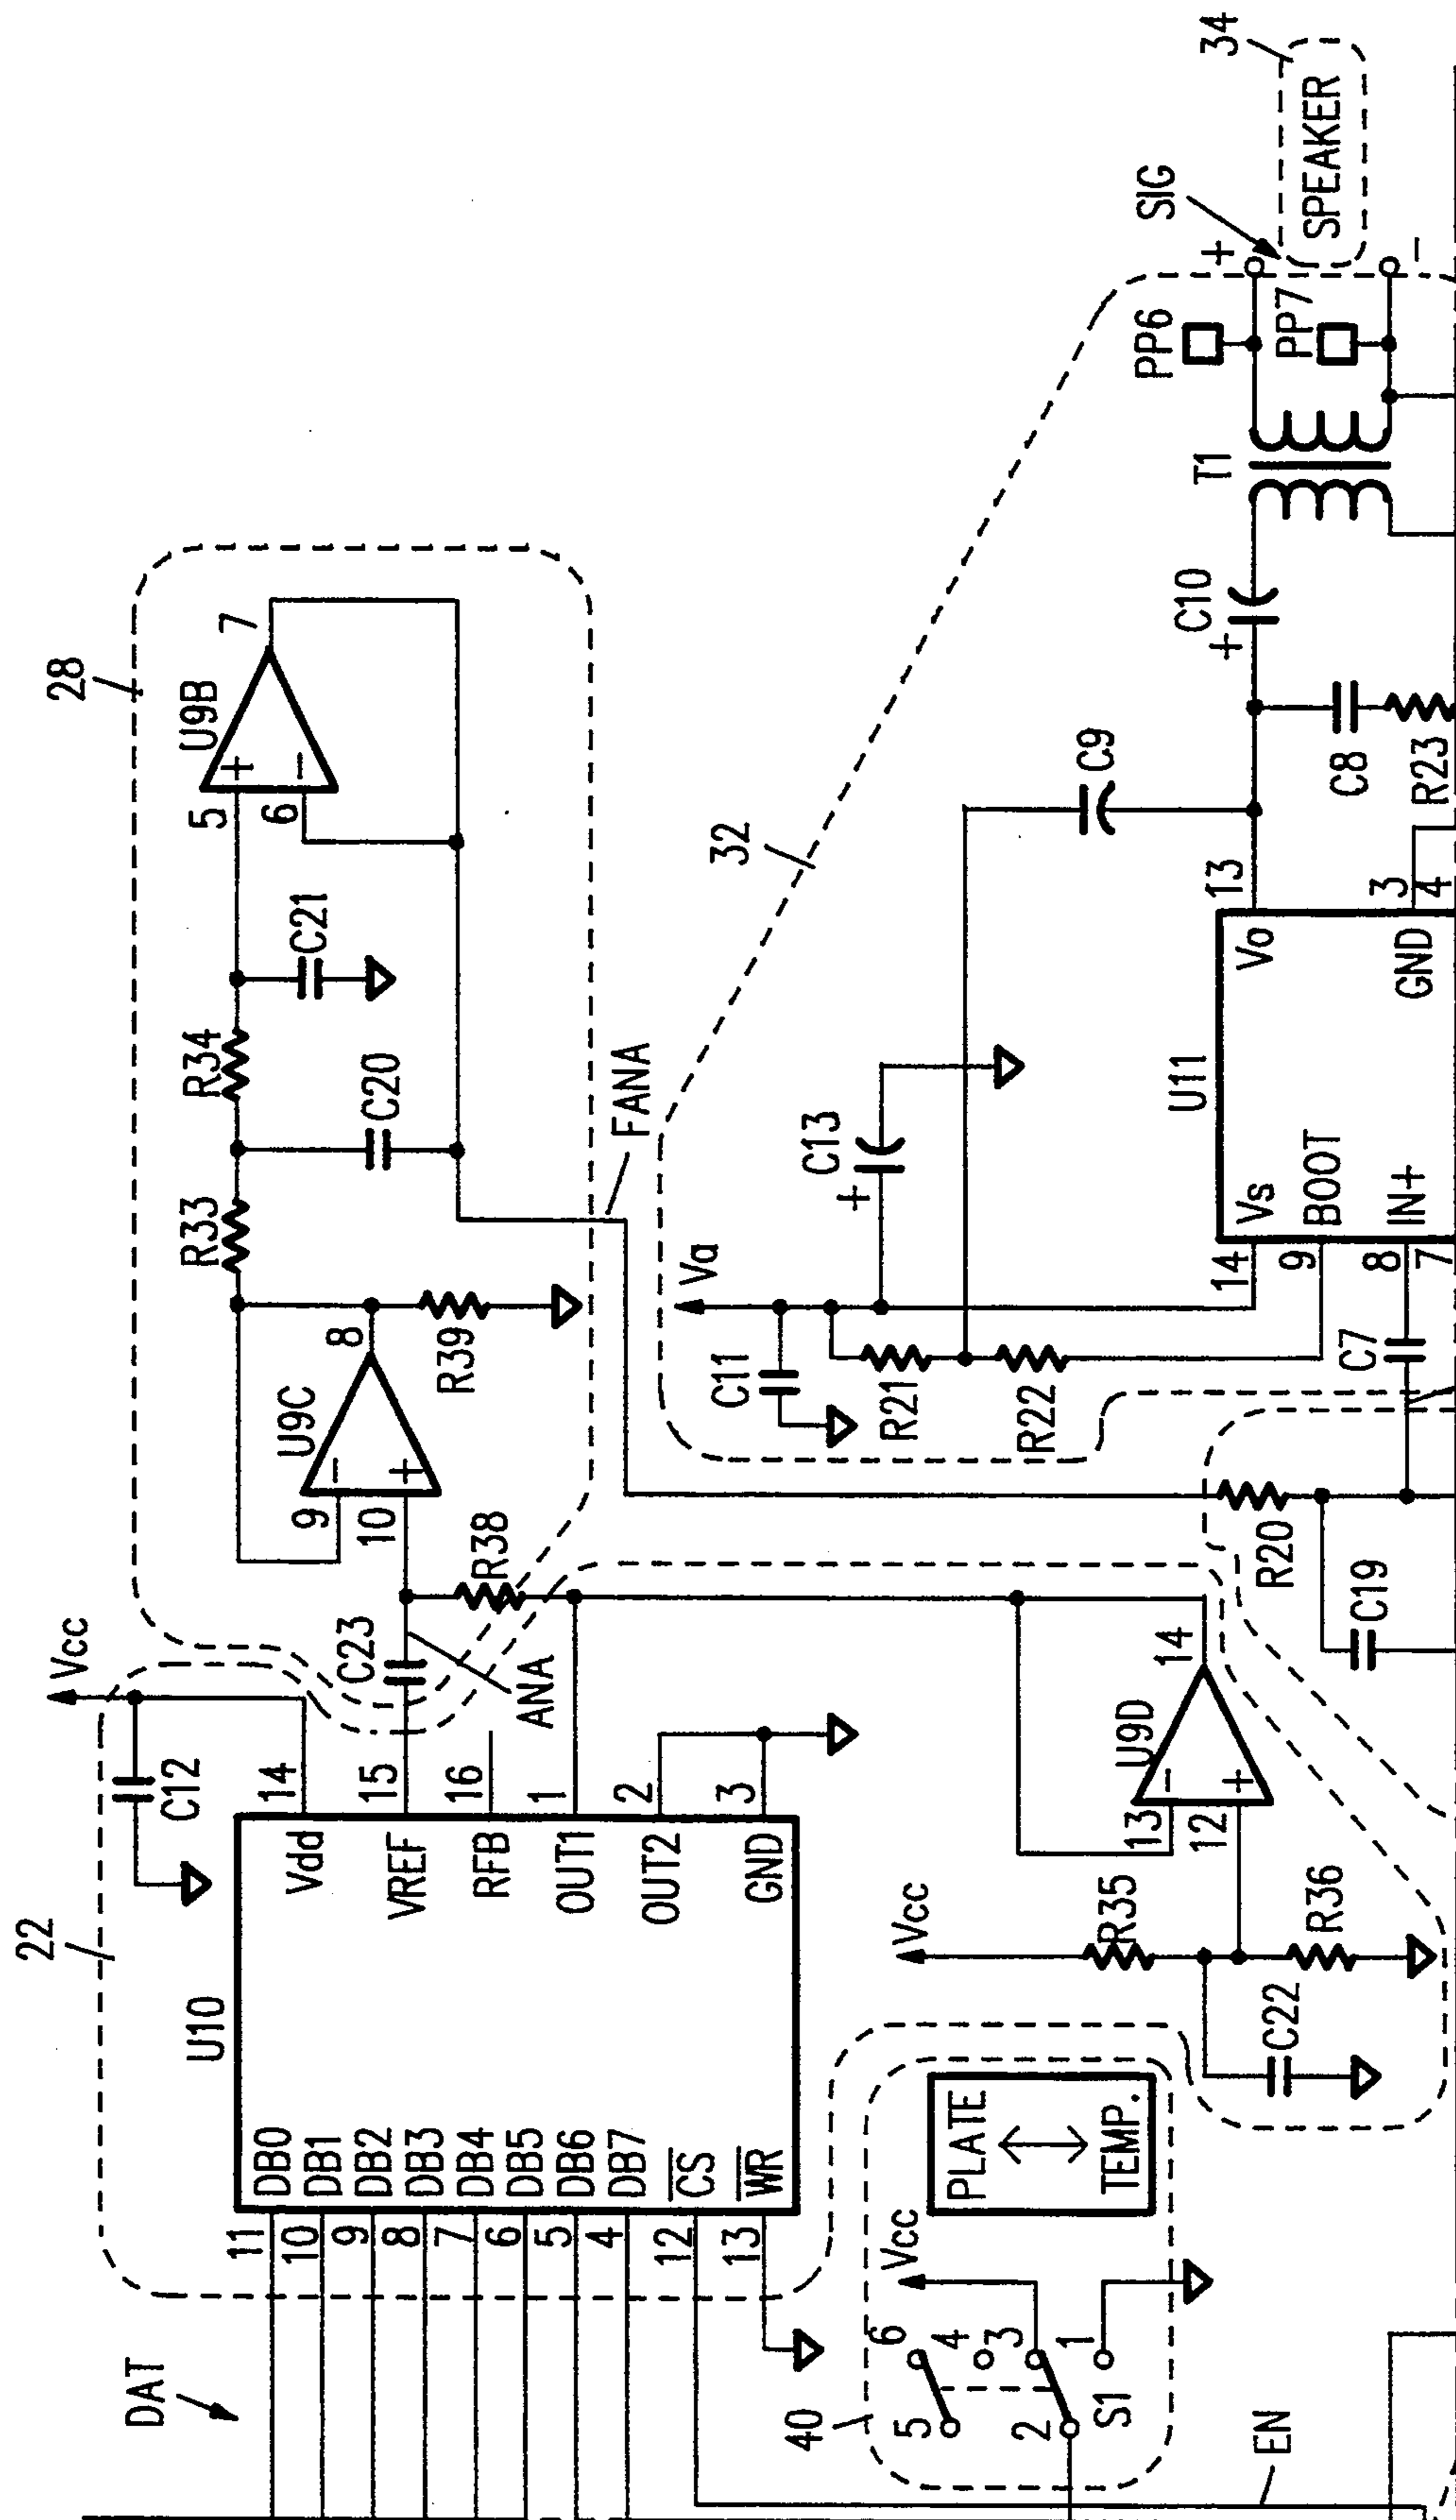 DAT
22
U10
DB0
DB1
DB2
DB3
DB4
DB5
DB6
DB7
CS
WR
11
10
9
8
7
6
5
4
12
13
Vdd
VREF
RFB
OUT1
OUT2
GND
14
15
16
1
2
3
Vcc
C12
C23
ANA
R38
28
U9C
-
+
9
10
8
R39
R33
R34
C20
C21
U9B
+
-
5
6
7
FANA
40
5
6
4
3
2
1
S1
Vcc
PLATE
TEMP.
EN
Vcc
R35
R36
C22
U9D
-
+
13
12
14
R20
C19
32
Va
C11
R21
R22
C13
+
C7
U11
Vs
BOOT
IN+
14
9
8
7
Vo
GND
13
3
4
C9
C8
R23
C10
+
T1
PP6
PP7
+
-
SIG
SPEAKER
34